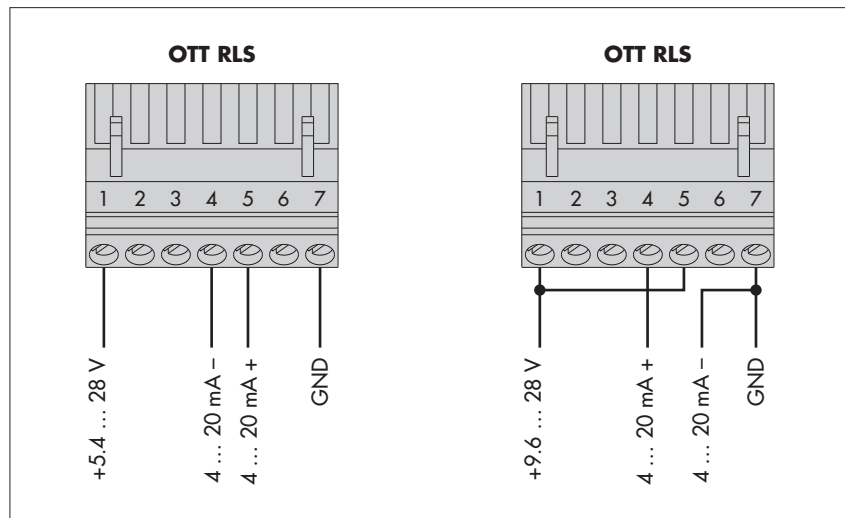 OTT RLS
1 2 3 4 5 6 7
+5.4 … 28 V
4 … 20 mA –
4 … 20 mA +
GND
OTT RLS
1 2 3 4 5 6 7
+9.6 … 28 V
4 … 20 mA +
4 … 20 mA –
GND